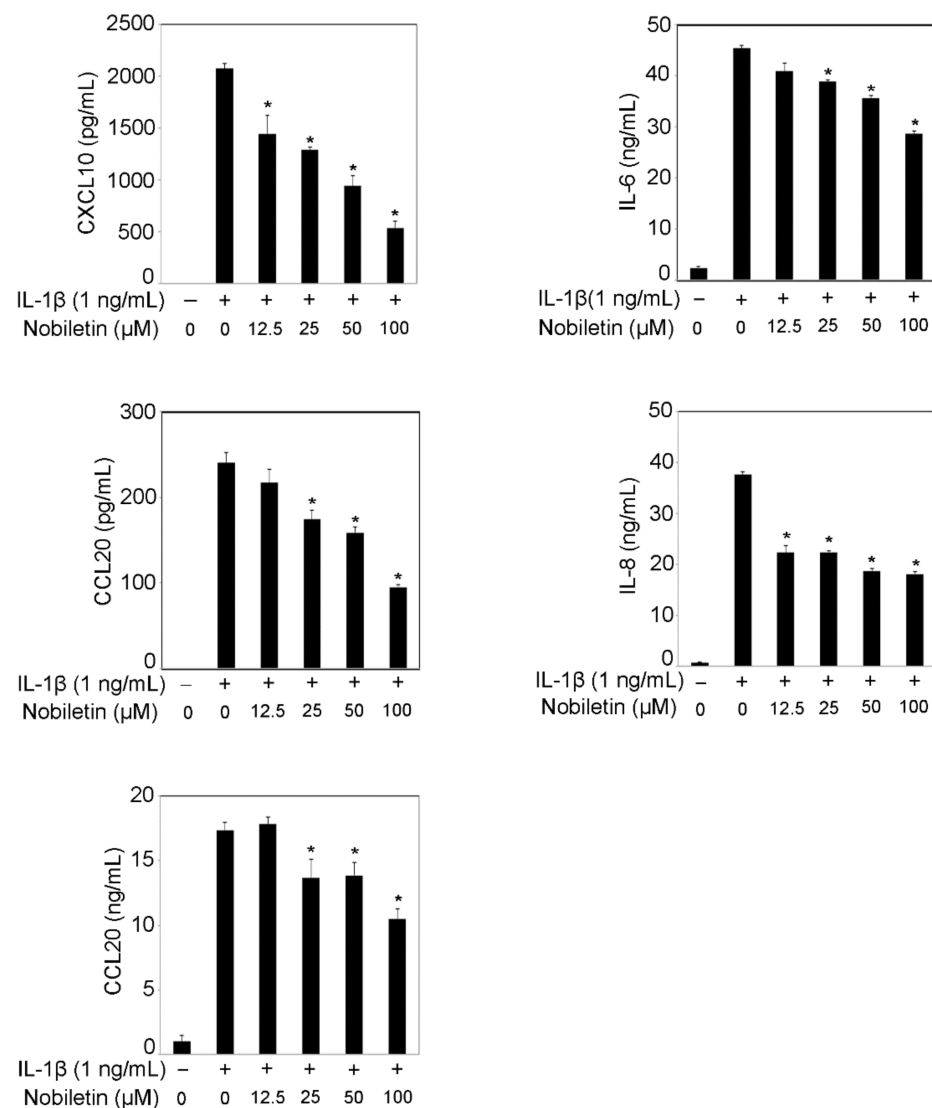 2500
2000
1500
1000
500
0
CXCL10 (pg/mL)
* * * *
IL-1β (1 ng/mL) – + + + + +
Nobiletin (µM) 0 0 12.5 25 50 100
50
40
30
20
10
0
IL-6 (ng/mL)
* * *
IL-1β(1 ng/mL) – + + + + +
Nobiletin (µM) 0 0 12.5 25 50 100
300
200
100
0
CCL20 (pg/mL)
* * *
IL-1β (1 ng/mL) – + + + + +
Nobiletin (µM) 0 0 12.5 25 50 100
50
40
30
20
10
0
IL-8 (ng/mL)
* * * *
IL-1β (1 ng/mL) – + + + + +
Nobiletin (µM) 0 0 12.5 25 50 100
20
15
10
5
0
CCL20 (ng/mL)
* * *
IL-1β (1 ng/mL) – + + + + +
Nobiletin (µM) 0 0 12.5 25 50 100